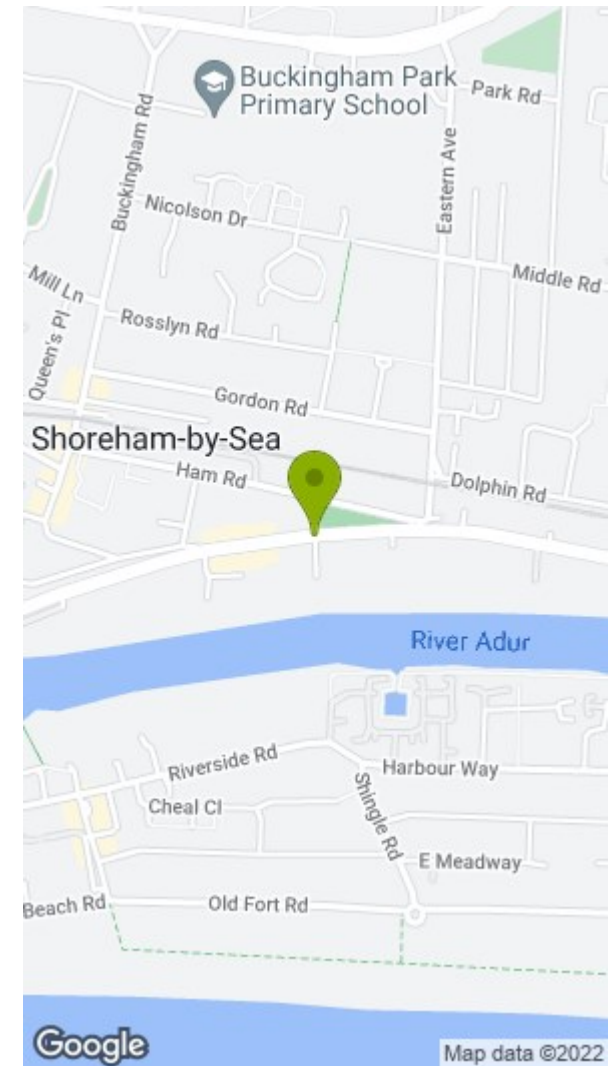 Buckingham Park
Primary School
Park Rd
Buckingham Rd
Eastern Ave
Nicolson Dr
Middle Rd
Mill Ln
Rosslyn Rd
Queen's Pl
Gordon Rd
Shoreham-by-Sea
Ham Rd
Dolphin Rd
River Adur
Riverside Rd
Harbour Way
Cheal Cl
Shingle Rd
E Meadway
Beach Rd
Old Fort Rd
Google
Map data ©2022